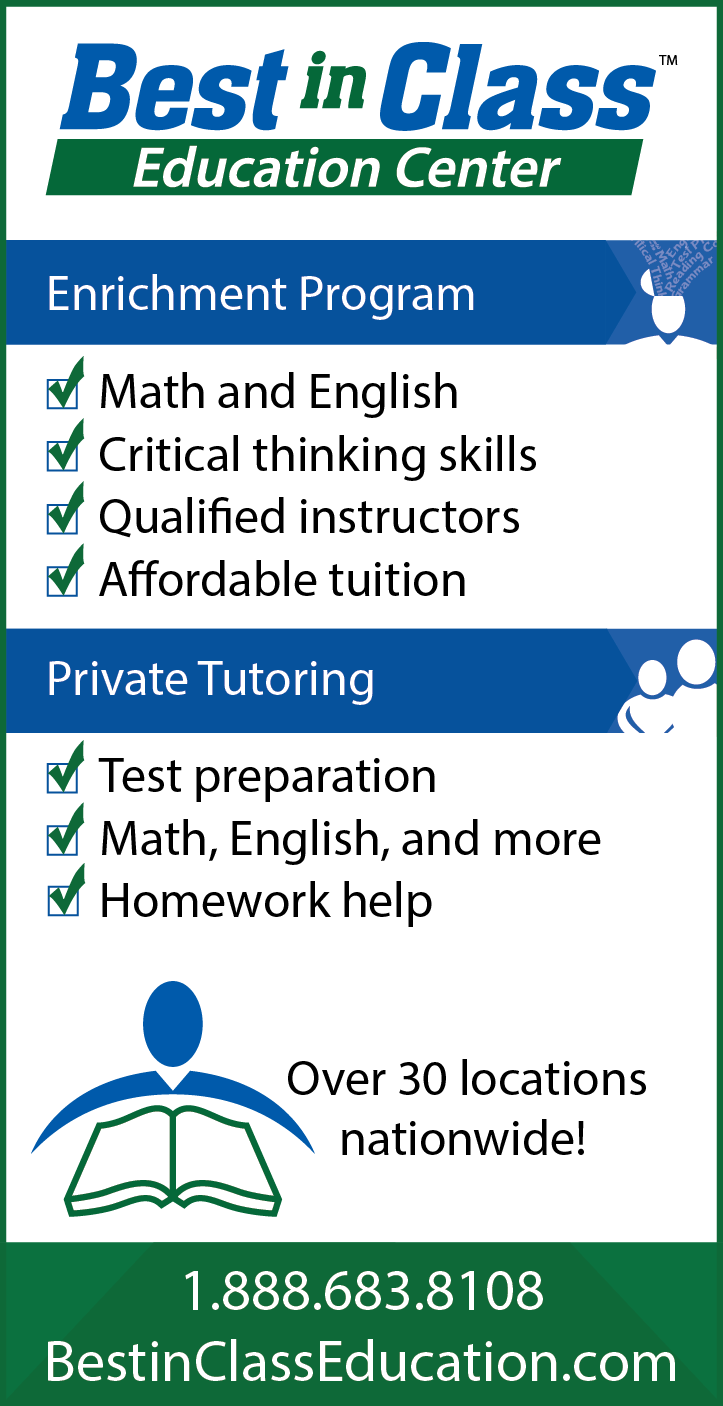 Best in Class™
Education Center
Enrichment Program
Math and English
Critical thinking skills
Qualified instructors
Affordable tuition
Private Tutoring
Test preparation
Math, English, and more
Homework help
Over 30 locations
nationwide!
1.888.683.8108
BestinClassEducation.com